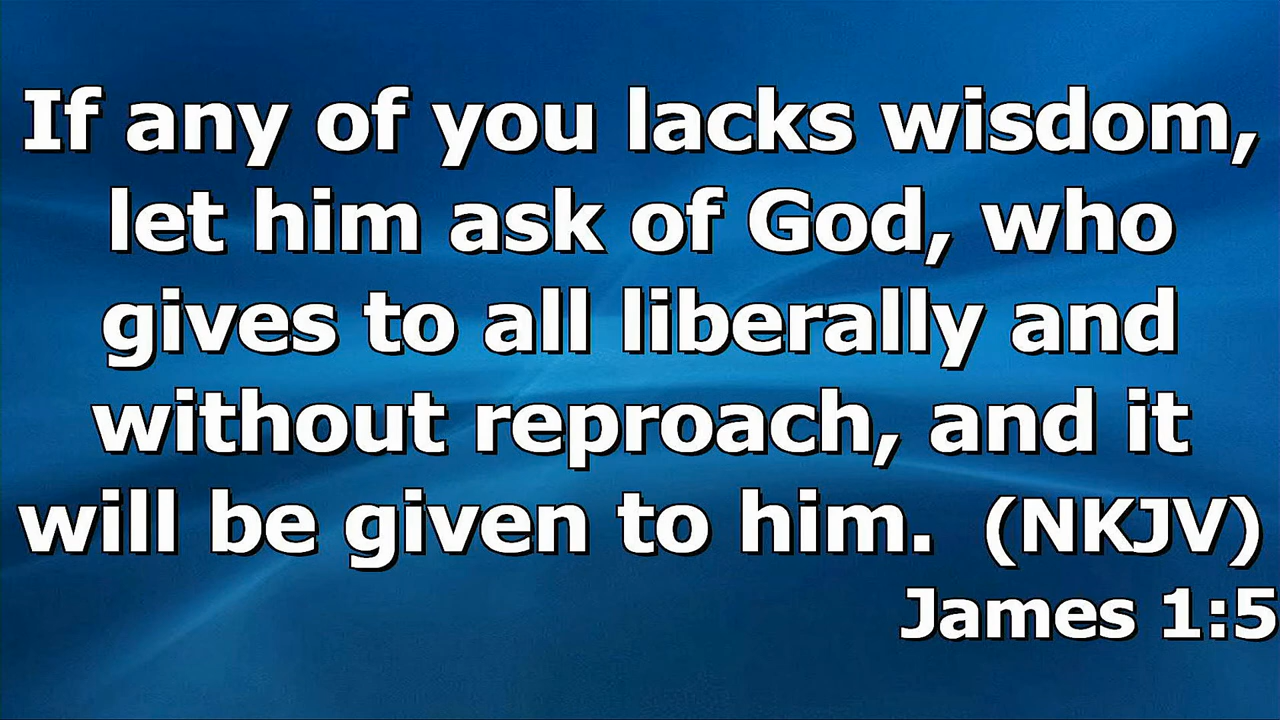 If any of you lacks wisdom,
let him ask of God, who
gives to all liberally and
without reproach, and it
will be given to him.  (NKJV)
James 1:5